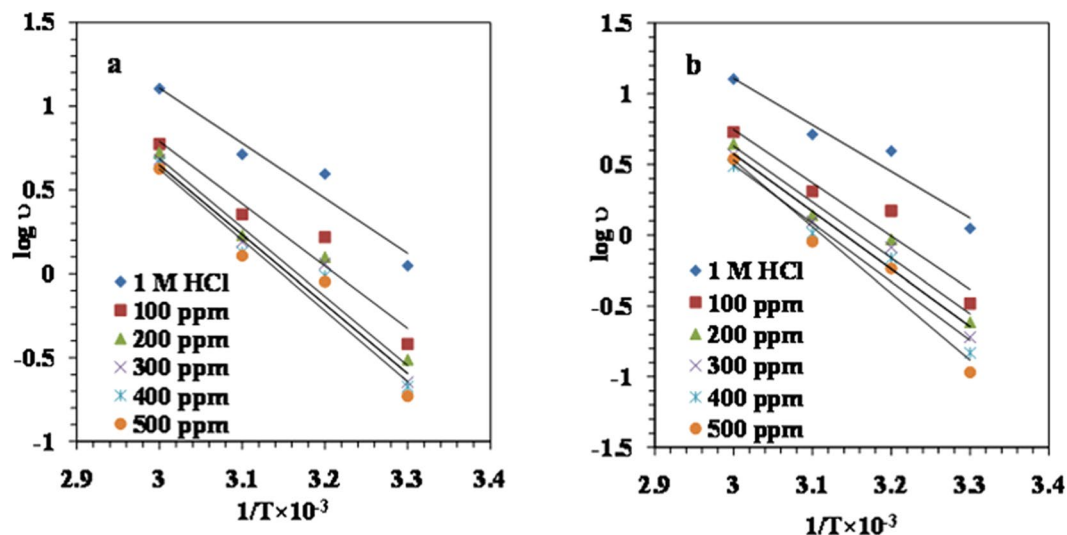 a
log υ
1.5
1
0.5
0
-0.5
-1
1 M HCl
100 ppm
200 ppm
300 ppm
400 ppm
500 ppm
2.9 3 3.1 3.2 3.3 3.4
1/T×10⁻³
b
log υ
1.5
1
0.5
0.0
-0.5
-1
-1.5
1 M HCl
100 ppm
200 ppm
300 ppm
400 ppm
500 ppm
2.9 3 3.1 3.2 3.3 3.4
1/T×10⁻³